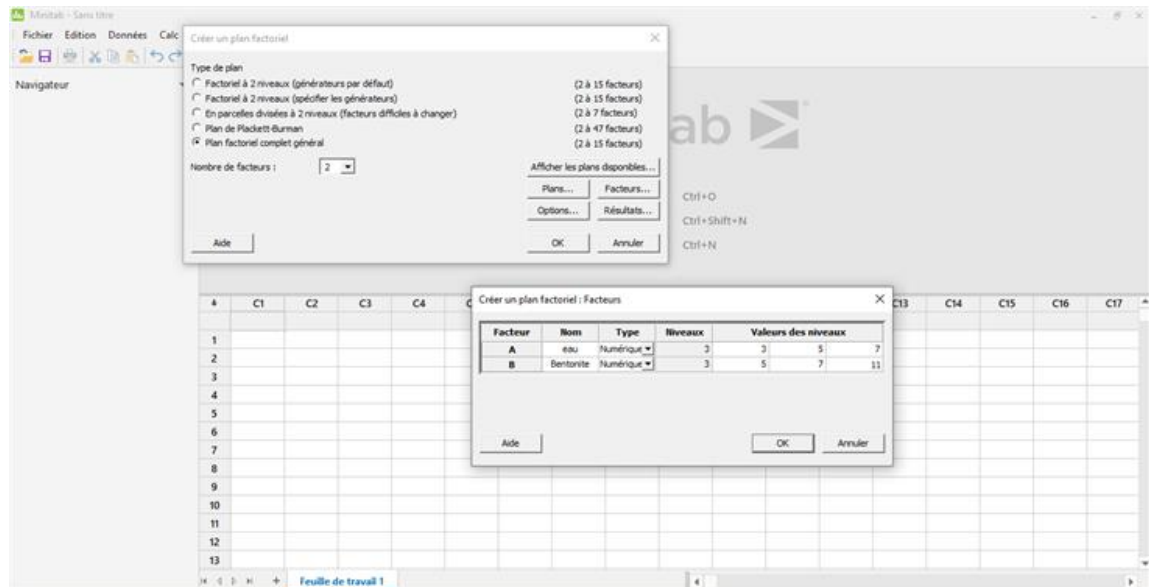 Minitab - Sans titre
Fichier Edition Données Calc
Navigateur
Créer un plan factoriel
Type de plan
Factoriel à 2 niveaux (générateurs par défaut) (2 à 15 facteurs)
Factoriel à 2 niveaux (spécifier les générateurs) (2 à 15 facteurs)
En parcelles divisées à 2 niveaux (facteurs difficiles à changer) (2 à 7 facteurs)
Plan de Plackett-Burman (2 à 47 facteurs)
Plan factoriel complet général (2 à 15 facteurs)
Nombre de facteurs : 2 Afficher les plans disponibles...
Plans... Facteurs...
Options... Résultats...
Aide OK Annuler
ab
Ctrl+O
Ctrl+Shift+N
Ctrl+N
C1 C2 C3 C4 C13 C14 C15 C16 C17
Créer un plan factoriel : Facteurs
Facteur Nom Type Niveaux Valeurs des niveaux
A eau Numérique 3 3 5 7
B Bentonite Numérique 3 5 7 11
Aide OK Annuler
1
2
3
4
5
6
7
8
9
10
11
12
13
Feuille de travail 1